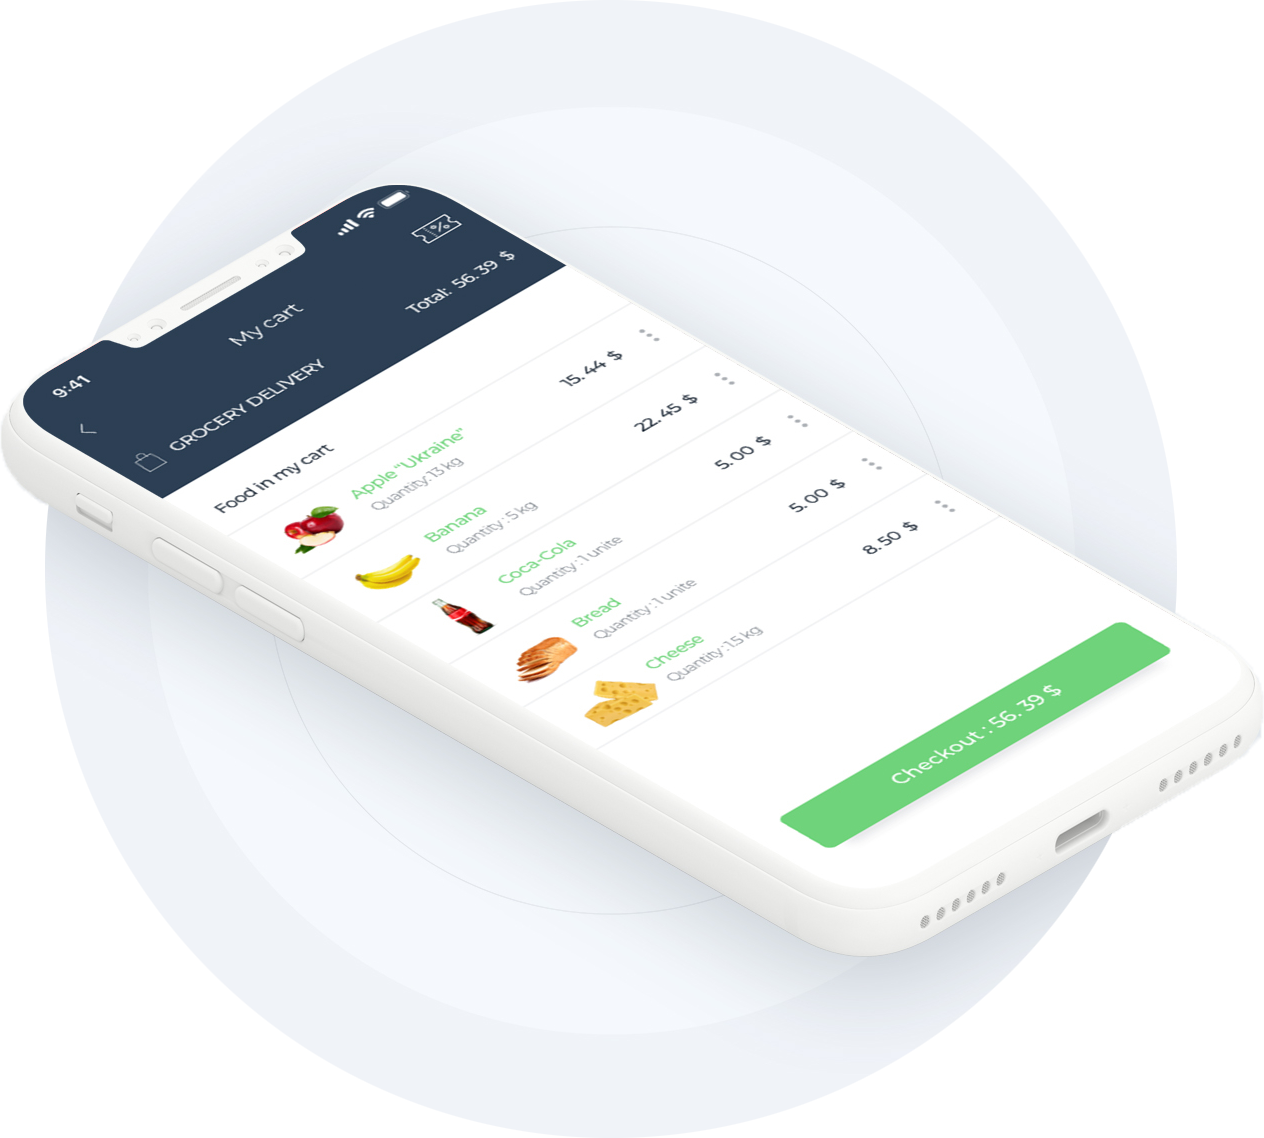 9:41
My cart
GROCERY DELIVERY
Total: 56.39 $
Food in my cart
Apple "Ukraine"
Quantity: 13 kg
15. 44 $
Banana
Quantity : 5 kg
22.45 $
Coca-Cola
Quantity : 1 unite
5.00 $
Bread
Quantity : 1 unite
5.00 $
Cheese
Quantity : 1.5 kg
8.50 $
Checkout : 56. 39 $